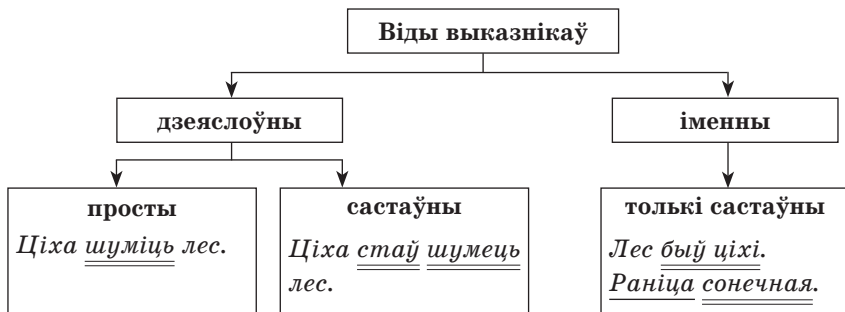 Віды выказнікаў
дзеяслоўны
іменны
просты
Ціха шуміць лес.
састаўны
Ціха стаў шумець
лес.
толькі састаўны
Лес быў ціхі.
Раніца сонечная.